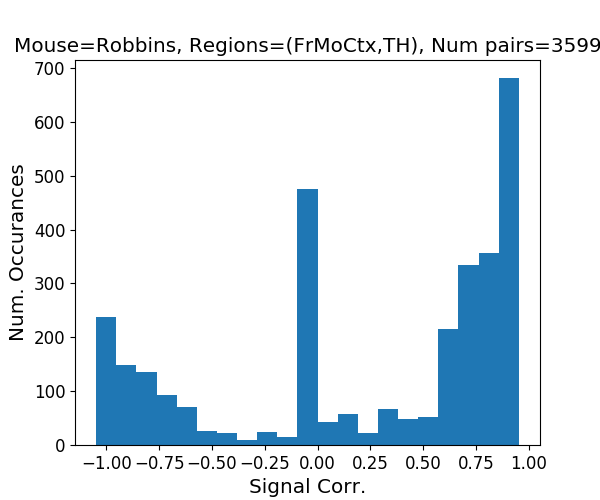 Mouse=Robbins, Regions=(FrMoCtx,TH), Num pairs=3599
700
600
500
400
300
200
100
0
Num. Occurances
−1.00 −0.75 −0.50 −0.25 0.00 0.25 0.50 0.75 1.00
Signal Corr.